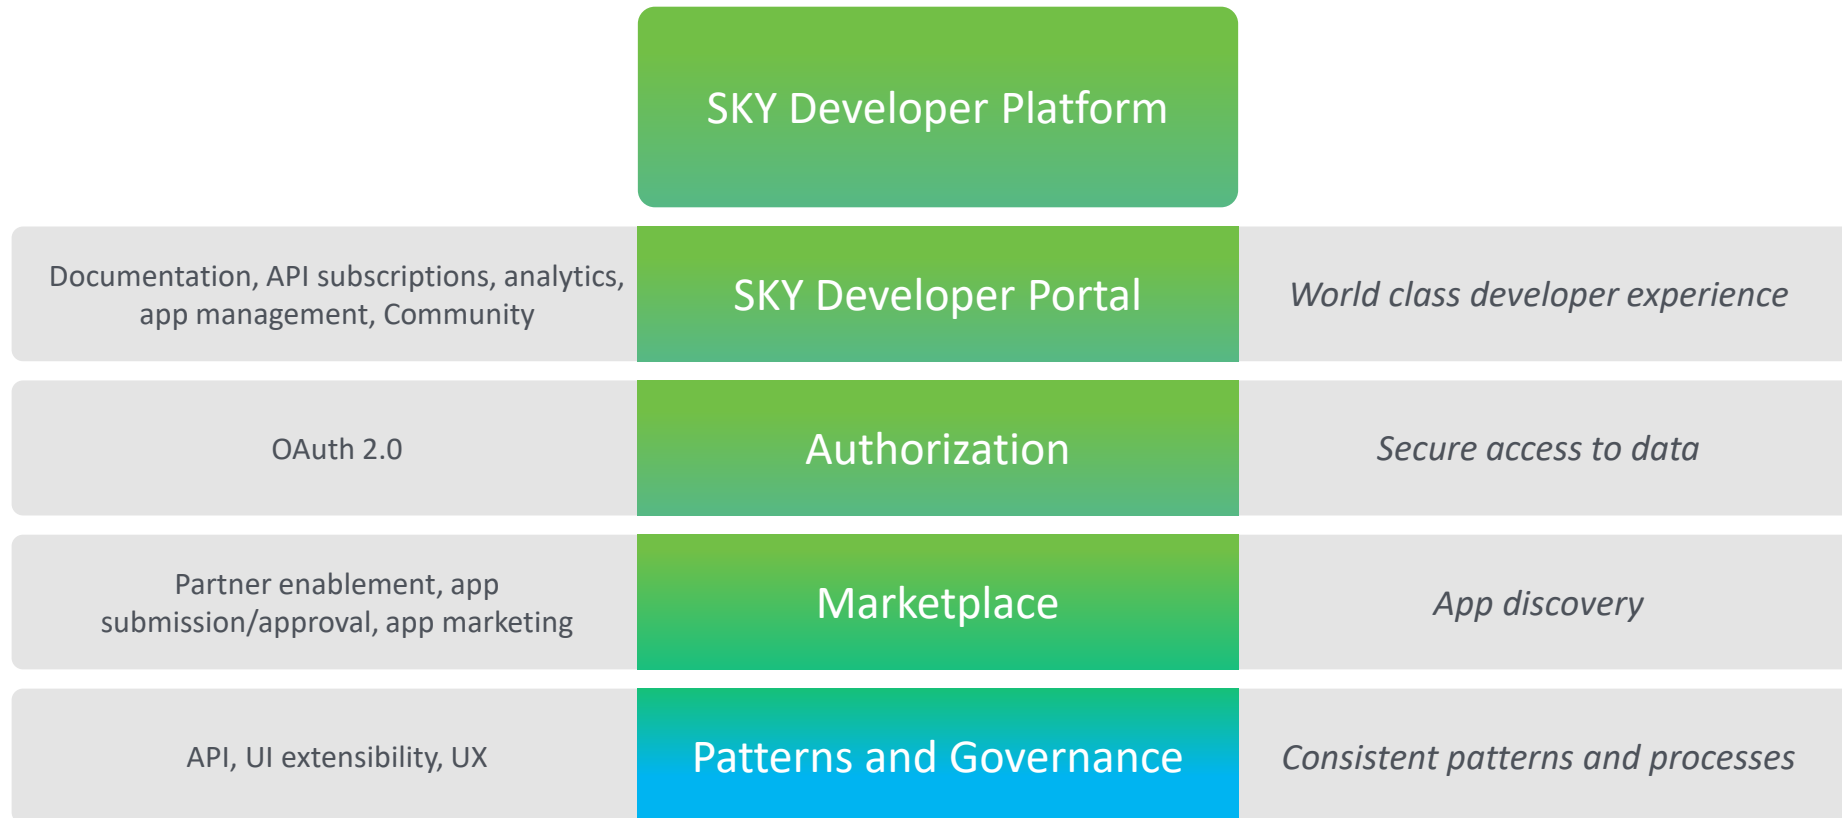 SKY Developer Platform
Documentation, API subscriptions, analytics,
app management, Community
SKY Developer Portal
World class developer experience
OAuth 2.0
Authorization
Secure access to data
Partner enablement, app
submission/approval, app marketing
Marketplace
App discovery
API, UI extensibility, UX
Patterns and Governance
Consistent patterns and processes